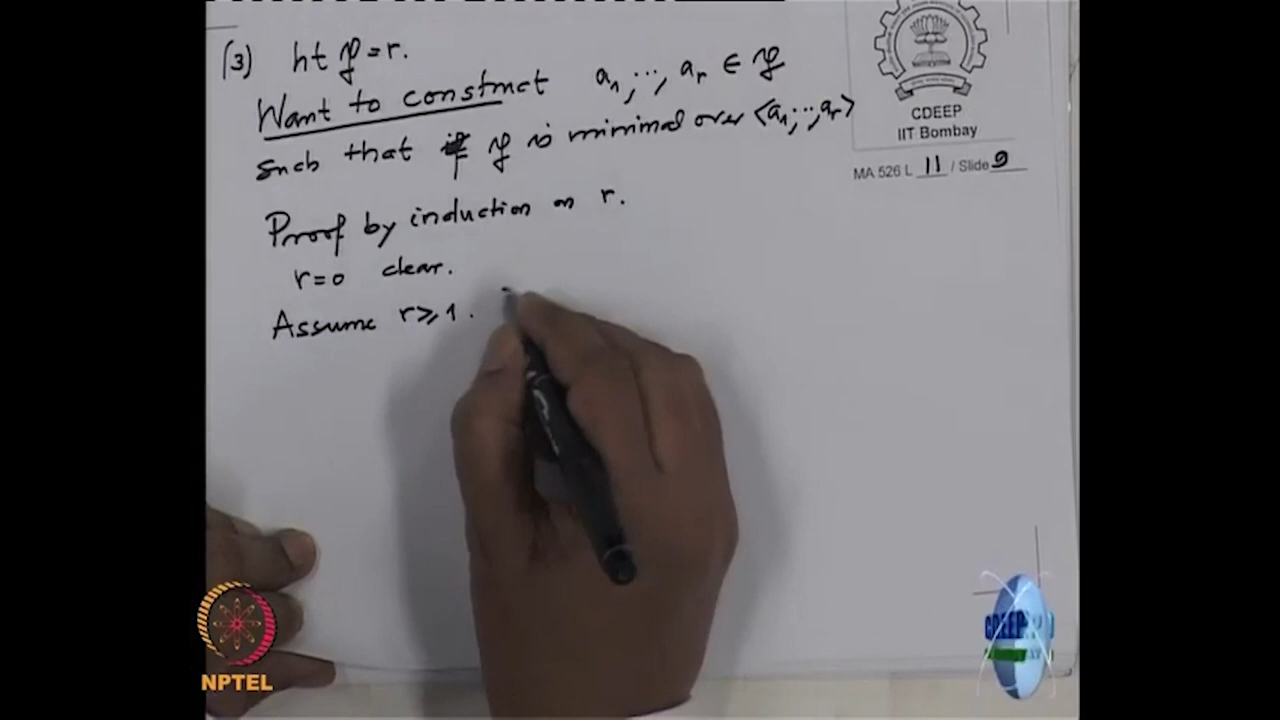 (3) ht 𝔭 = r.
Want to construct a₁, ..., aᵣ ∈ 𝔭
such that 𝔭 is minimal over <a₁, ..., aᵣ>
Proof by induction on r.
r=0 clear.
Assume r⩾1.
CDEEP
IIT Bombay
MA 526 L 11 / Slide 9
NPTEL
CDEEP